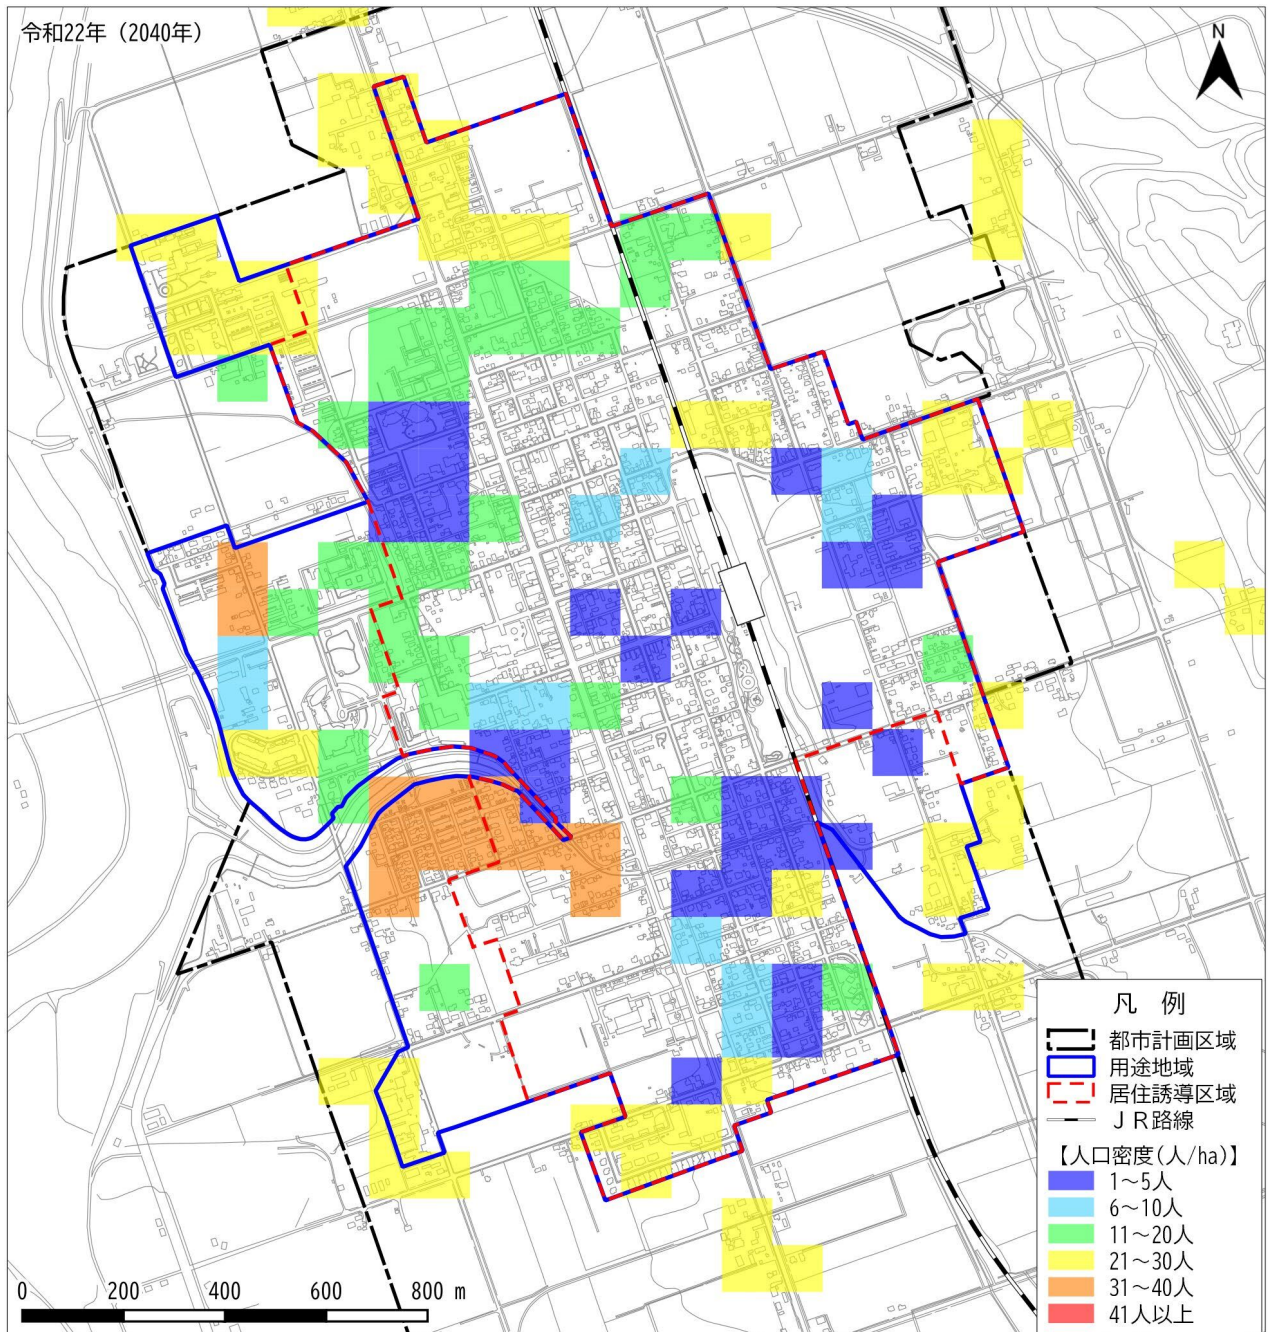 令和22年（2040年）
N
凡 例
都市計画区域
用途地域
居住誘導区域
ＪＲ路線
【人口密度(人/ha)】
1～5人
6～10人
11～20人
21～30人
31～40人
41人以上
0 200 400 600 800 m